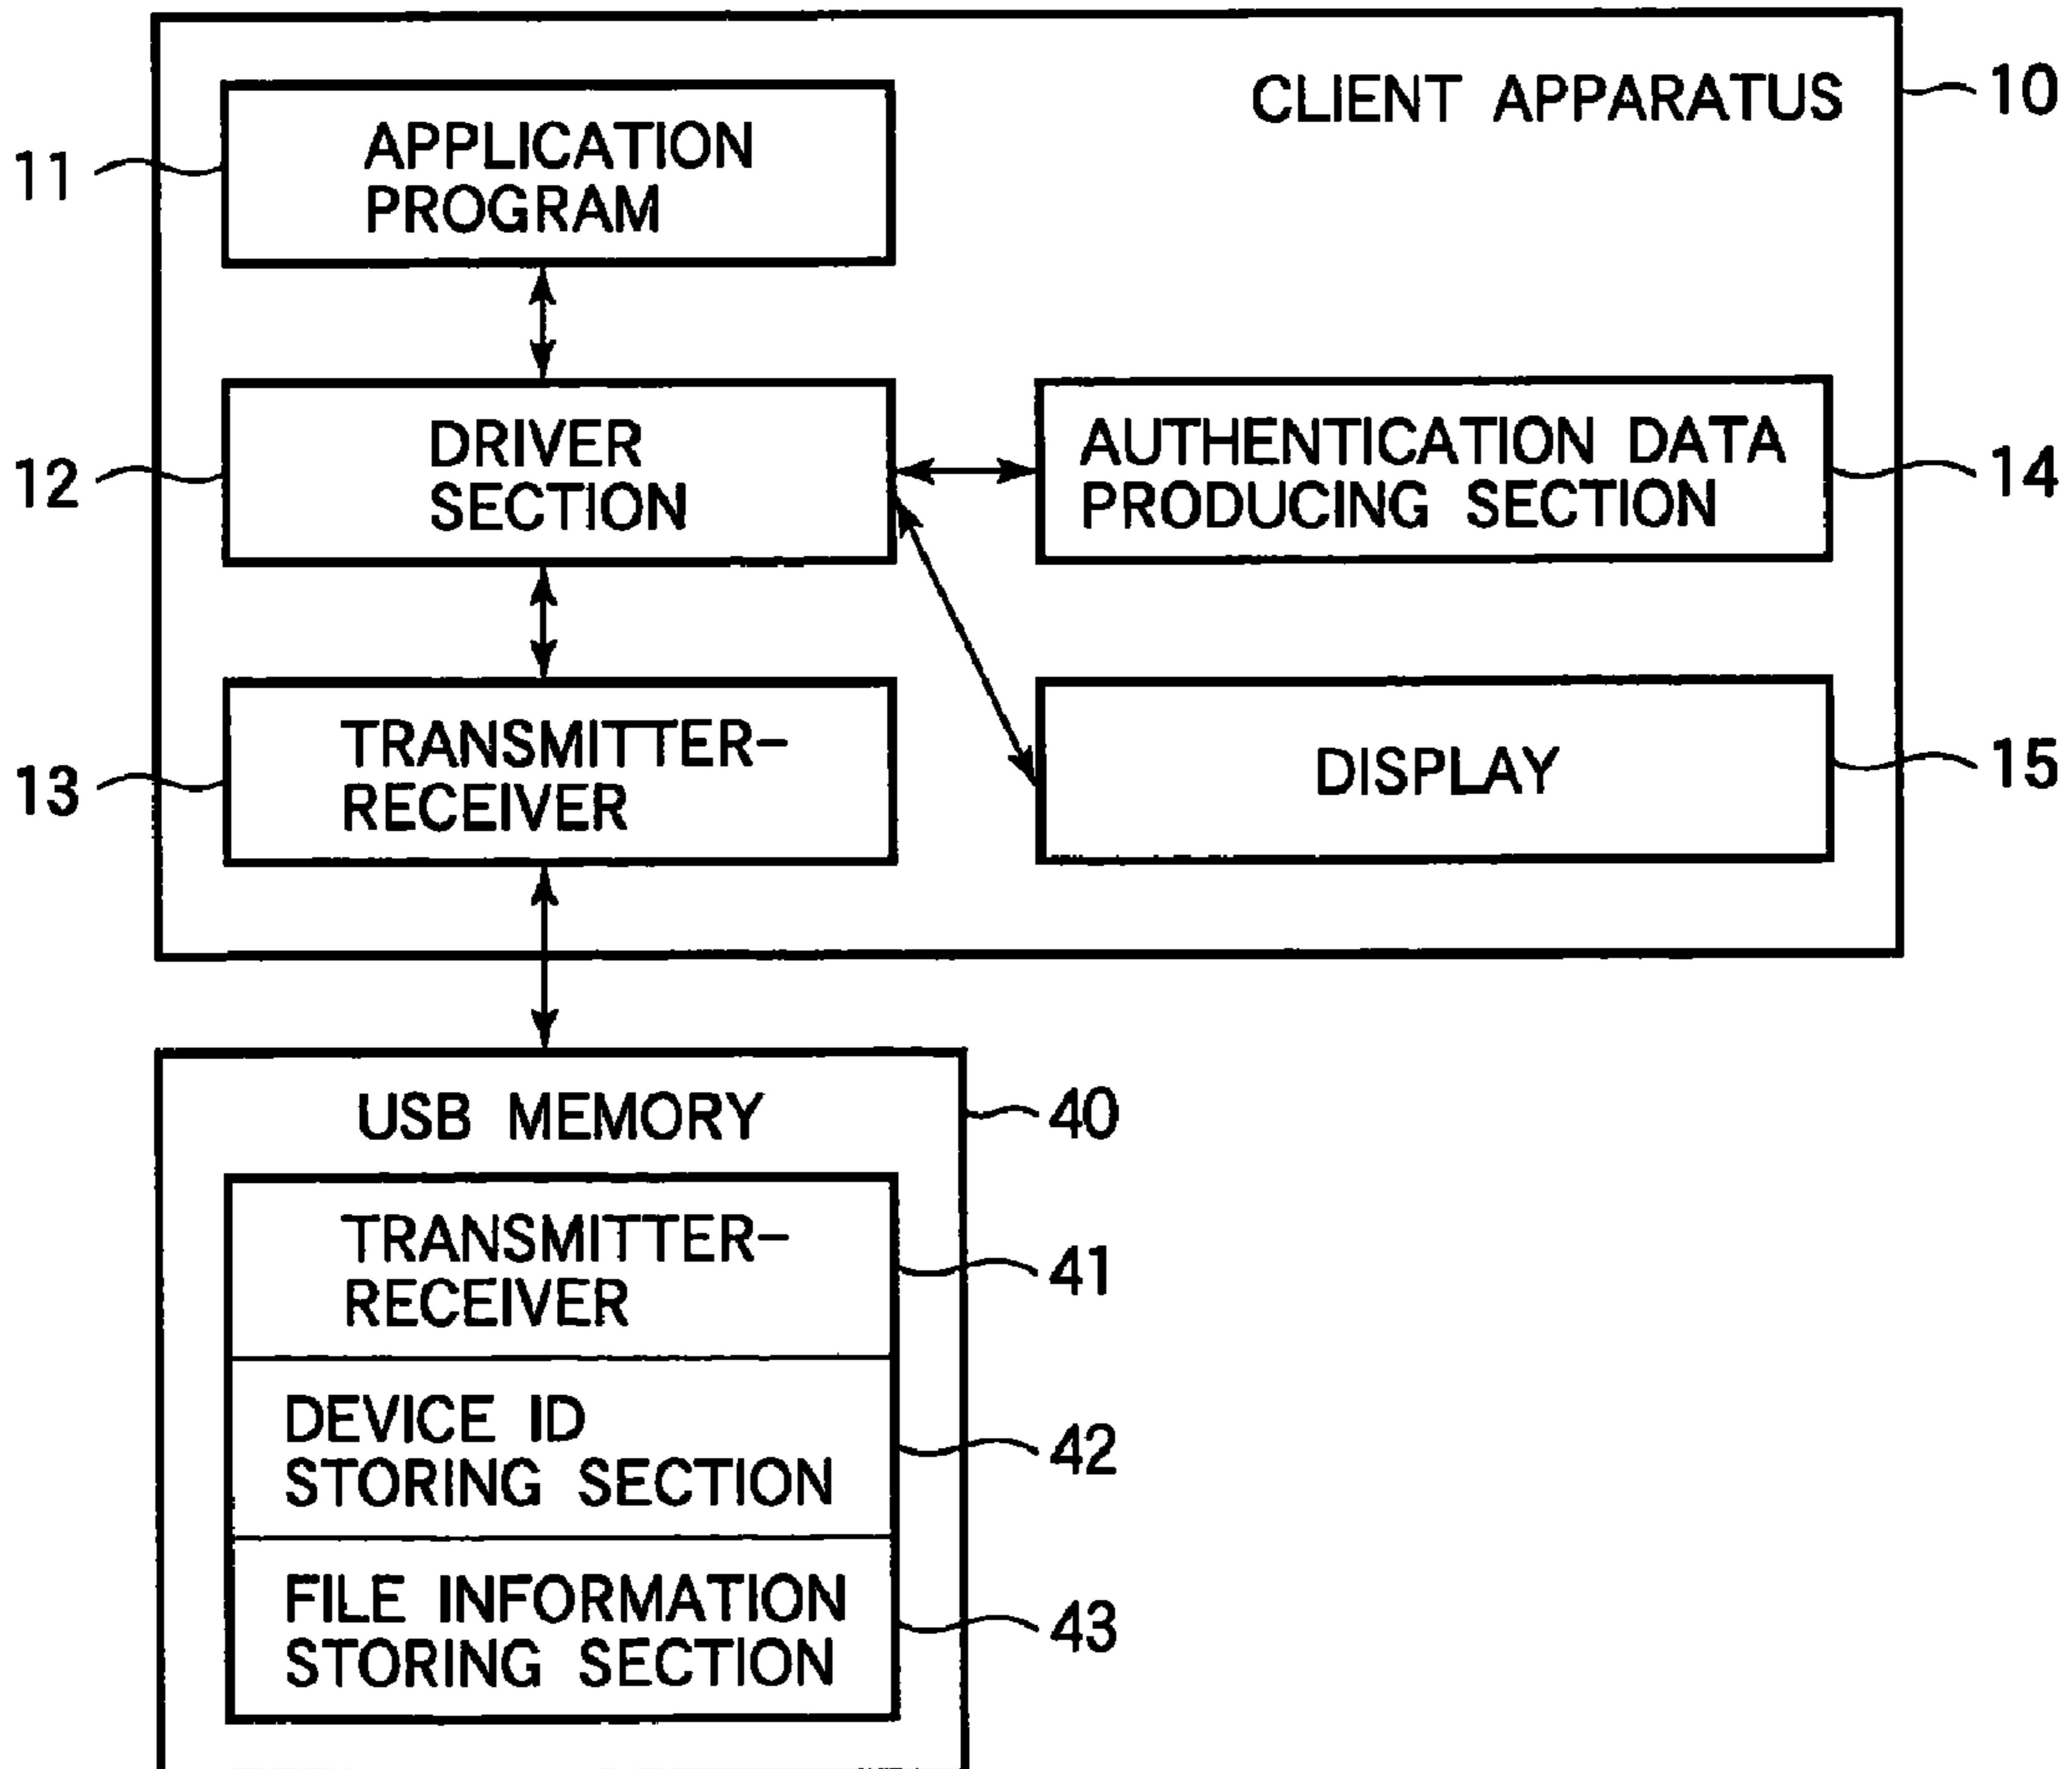 CLIENT APPARATUS
10
APPLICATION
PROGRAM
11
DRIVER
SECTION
12
AUTHENTICATION DATA
PRODUCING SECTION
14
TRANSMITTER-
RECEIVER
13
DISPLAY
15
USB MEMORY
40
TRANSMITTER-
RECEIVER
41
DEVICE ID
STORING SECTION
42
FILE INFORMATION
STORING SECTION
43